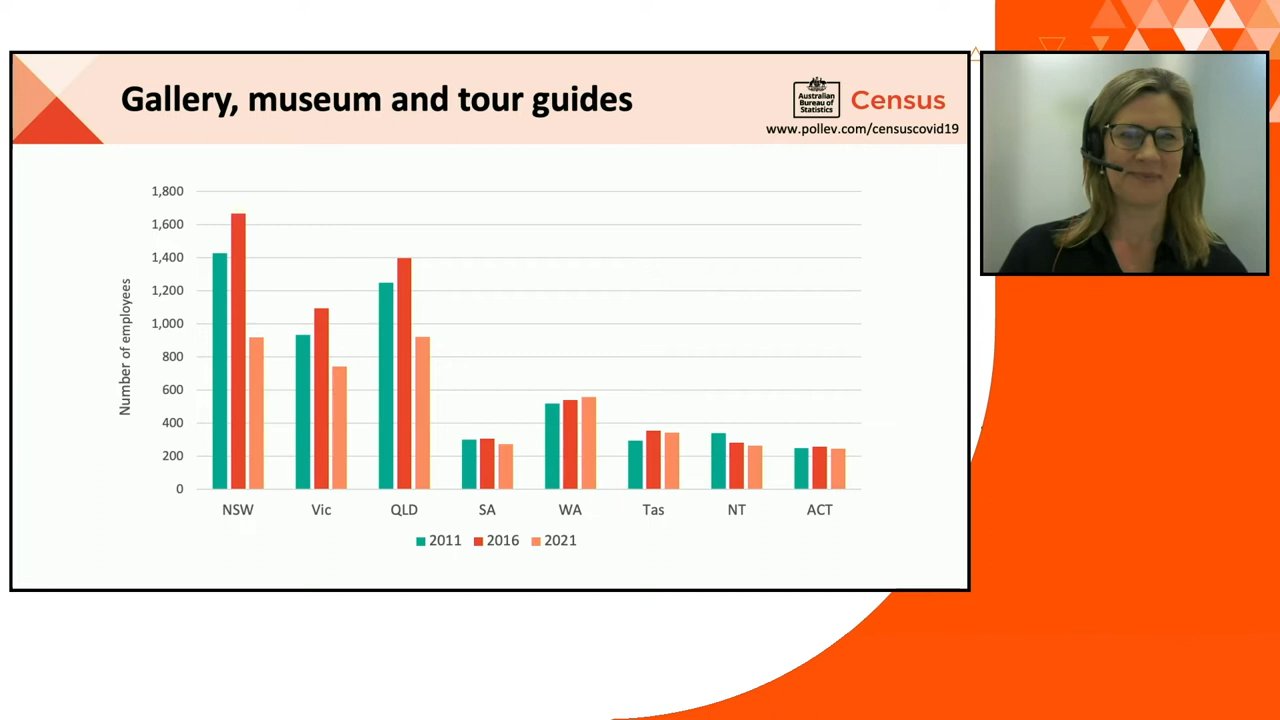 Gallery, museum and tour guides
Australian
Bureau of
Statistics
Census
www.pollev.com/censuscovid19
Number of employees
1,800
1,600
1,400
1,200
1,000
800
600
400
200
0
NSW Vic QLD SA WA Tas NT ACT
2011 2016 2021